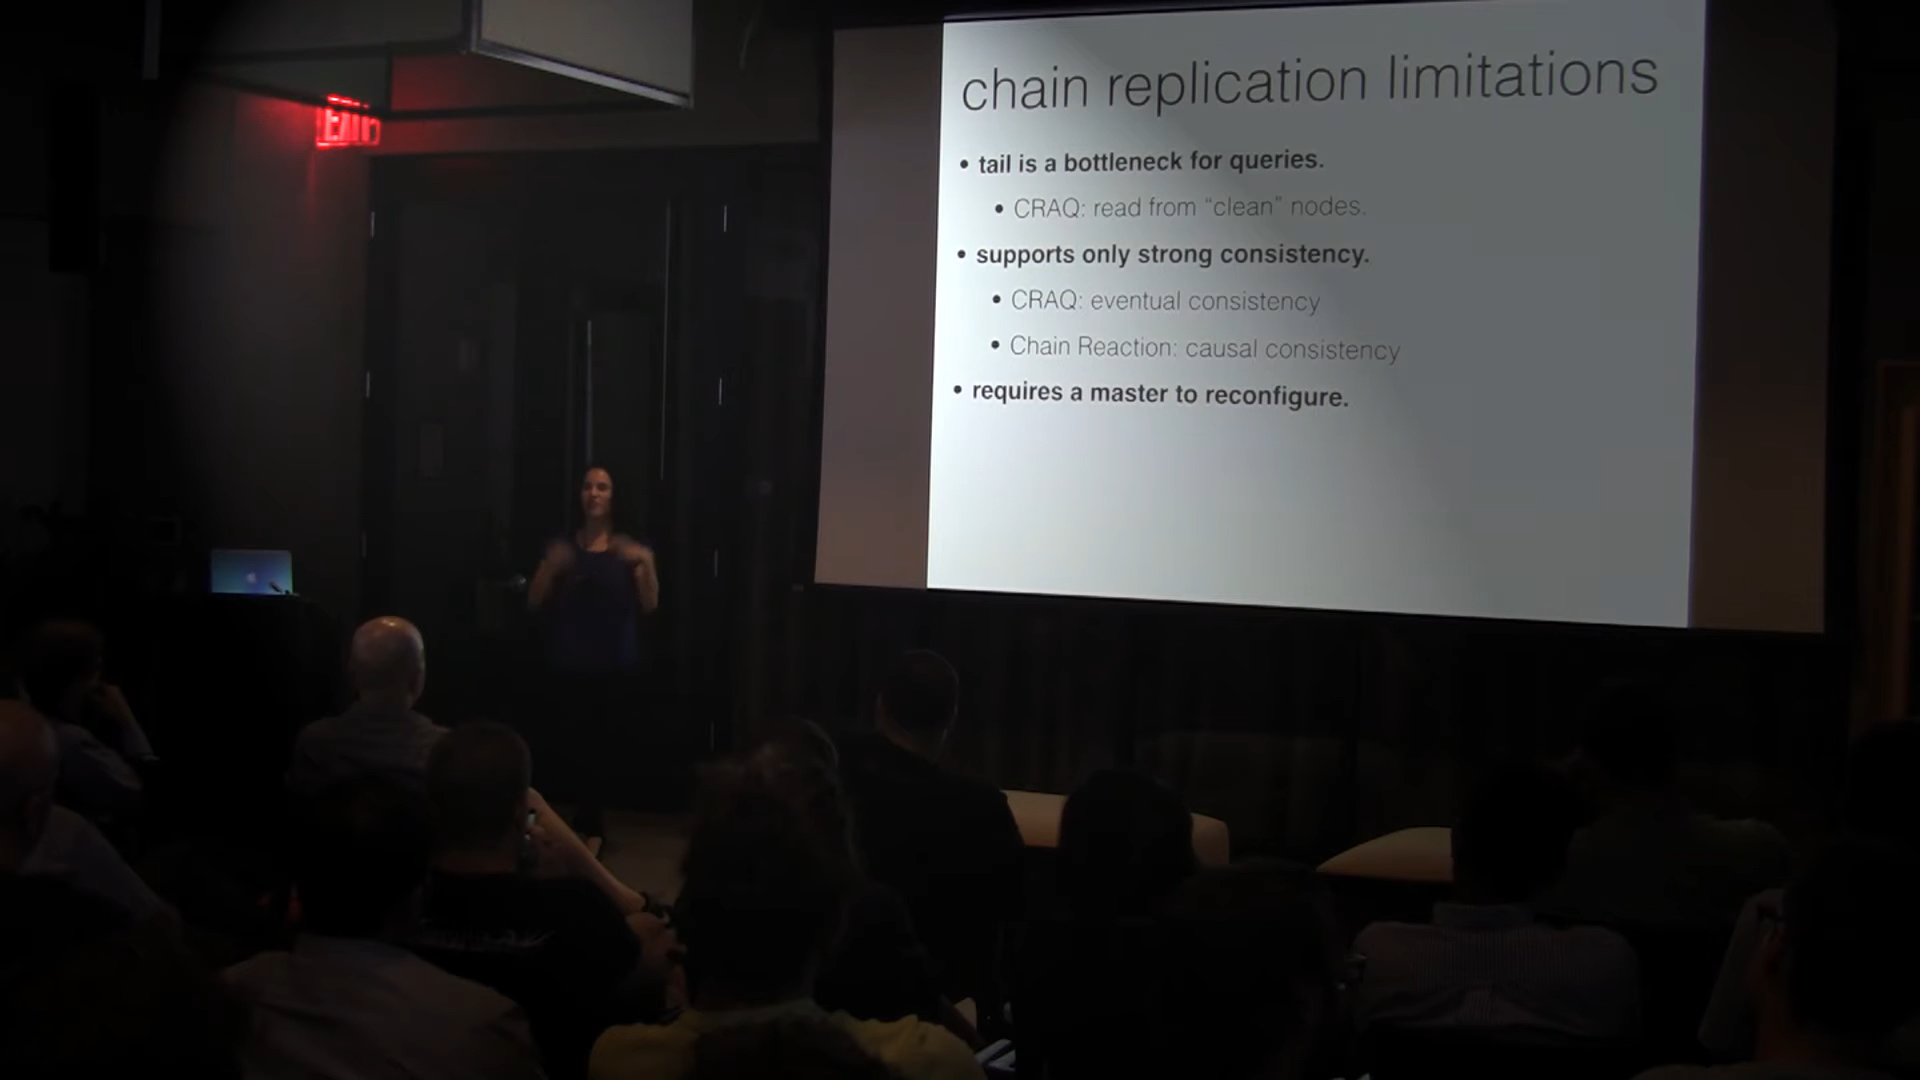 EXIT
chain replication limitations
• tail is a bottleneck for queries.
• CRAQ: read from “clean” nodes.
• supports only strong consistency.
• CRAQ: eventual consistency
• Chain Reaction: causal consistency
• requires a master to reconfigure.